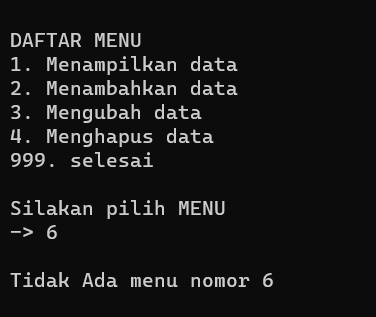 DAFTAR MENU
1. Menampilkan data
2. Menambahkan data
3. Mengubah data
4. Menghapus data
999. selesai
Silakan pilih MENU
-> 6
Tidak Ada menu nomor 6